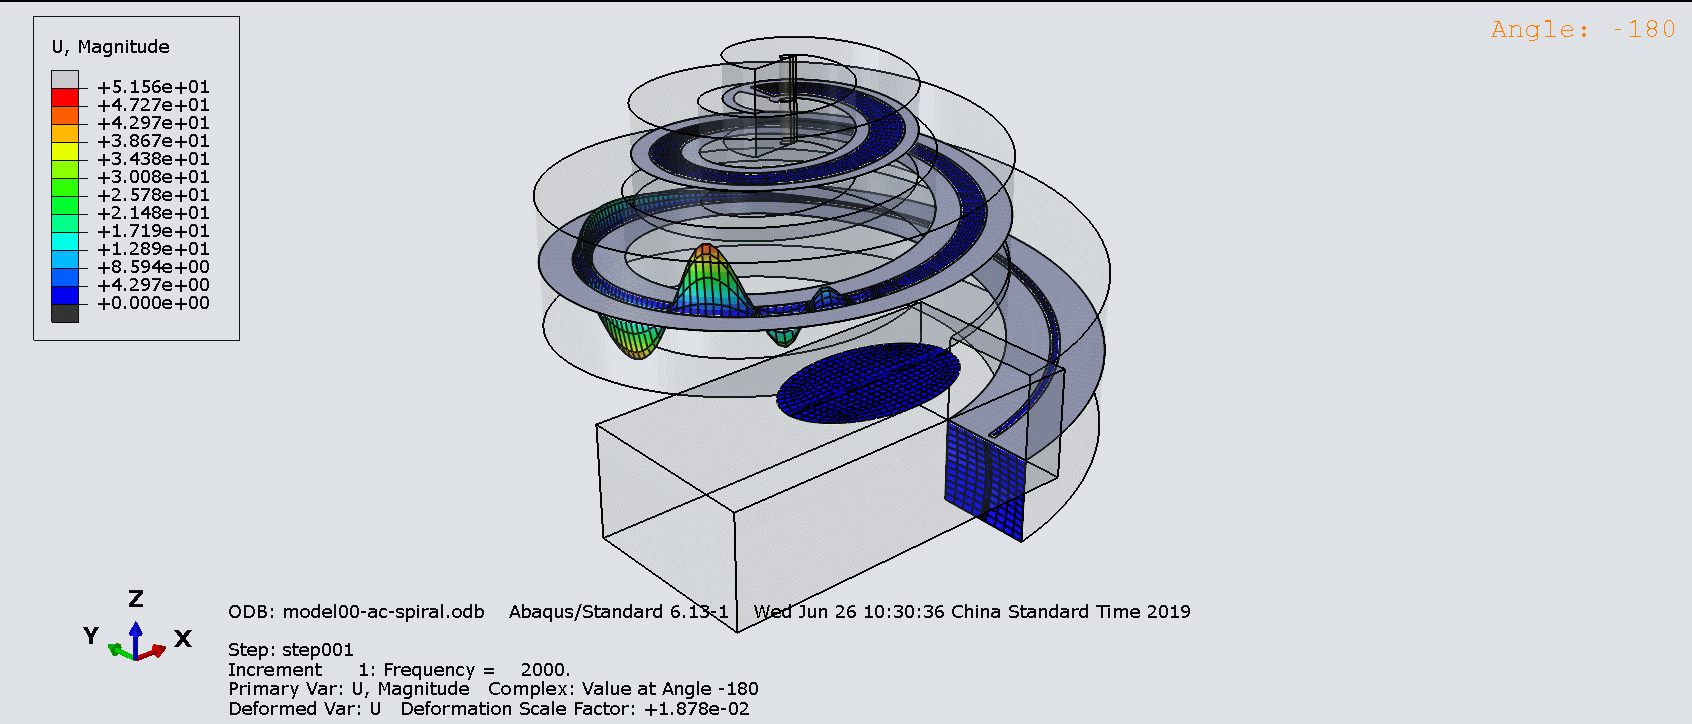 Angle: -180
U, Magnitude
+5.156e+01
+4.727e+01
+4.297e+01
+3.867e+01
+3.438e+01
+3.008e+01
+2.578e+01
+2.148e+01
+1.719e+01
+1.289e+01
+8.594e+00
+4.297e+00
+0.000e+00
Z
Y
X
ODB: model00-ac-spiral.odb Abaqus/Standard 6.13-1 Wed Jun 26 10:30:36 China Standard Time 2019
Step: step001
Increment 1: Frequency = 2000.
Primary Var: U, Magnitude Complex: Value at Angle -180
Deformed Var: U Deformation Scale Factor: +1.878e-02